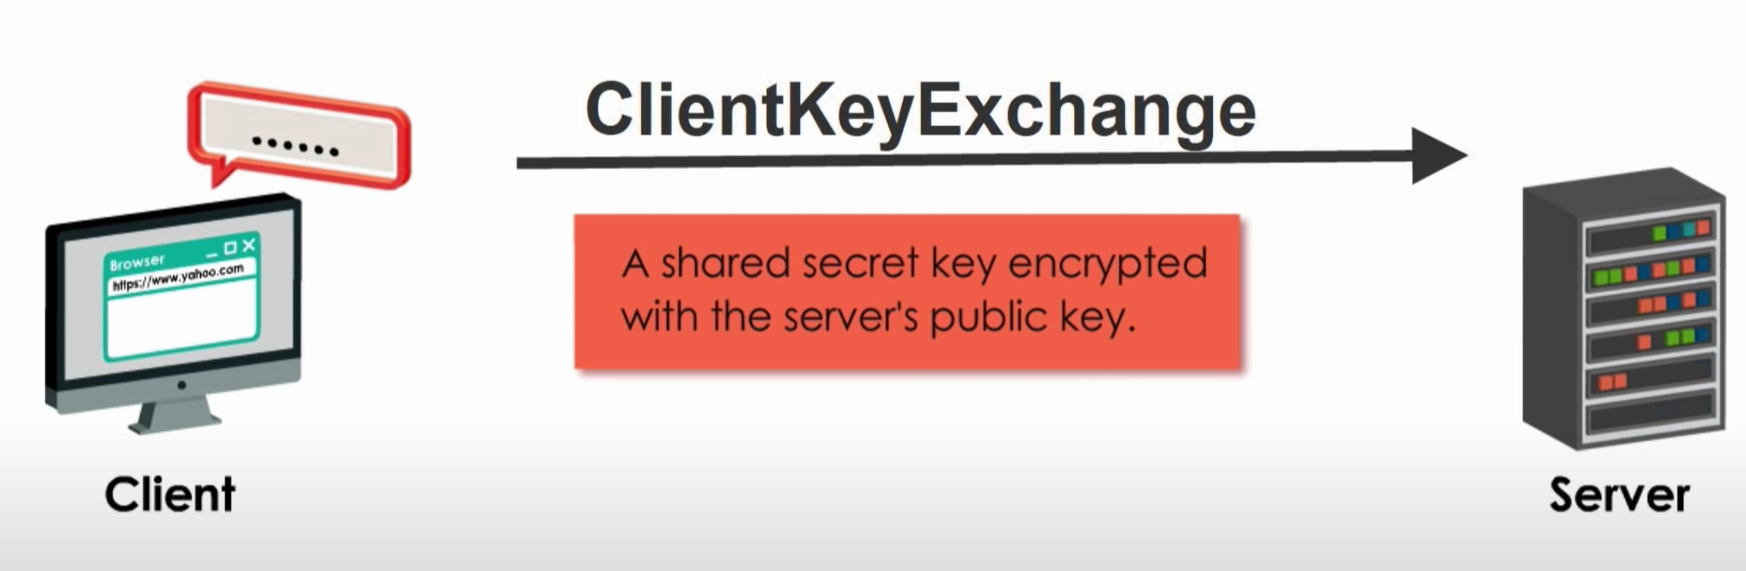 ClientKeyExchange
......
Browser
https://www.yahoo.com
A shared secret key encrypted
with the server's public key.
Client
Server